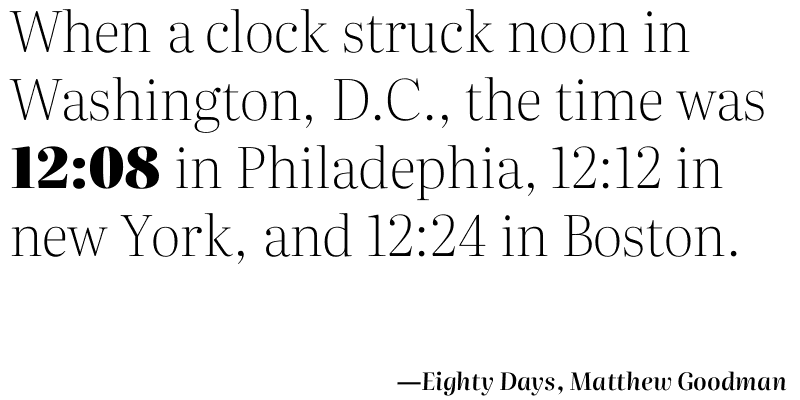 When a clock struck noon in
Washington, D.C., the time was
12:08 in Philadephia, 12:12 in
new York, and 12:24 in Boston.
—Eighty Days, Matthew Goodman